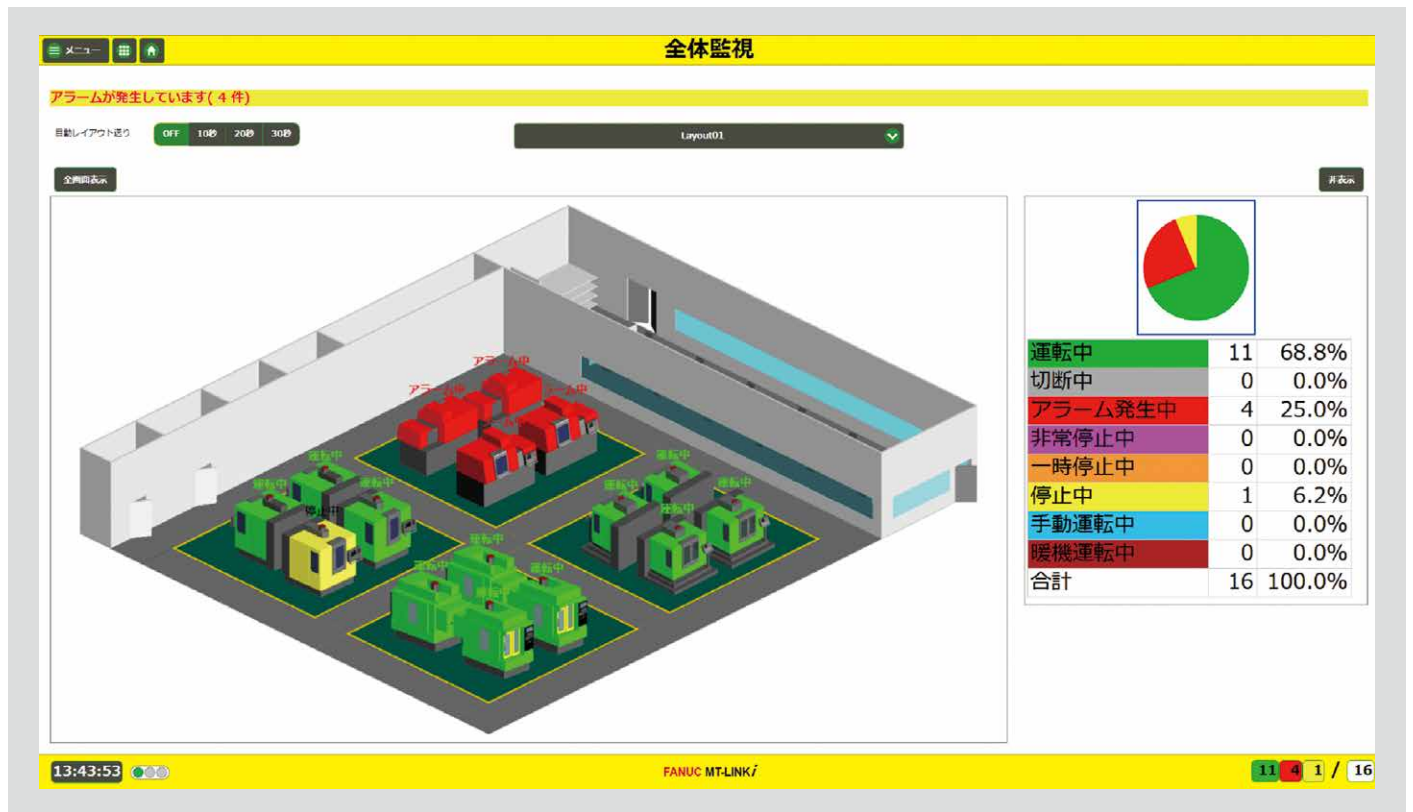 メニュー
全体監視
アラームが発生しています( 4 件)
自動レイアウト送り OFF 10秒 20秒 30秒
Layout01
全画面表示
非表示
アラーム中
アラーム中
アラーム中
運転中
運転中
運転中
停止中
運転中
運転中
運転中
運転中
運転中
運転中
運転中
運転中
運転中 11 68.8%
切断中 0 0.0%
アラーム発生中 4 25.0%
非常停止中 0 0.0%
一時停止中 0 0.0%
停止中 1 6.2%
手動運転中 0 0.0%
暖機運転中 0 0.0%
合計 16 100.0%
13:43:53
FANUC MT-LINKi
11 4 1 / 16